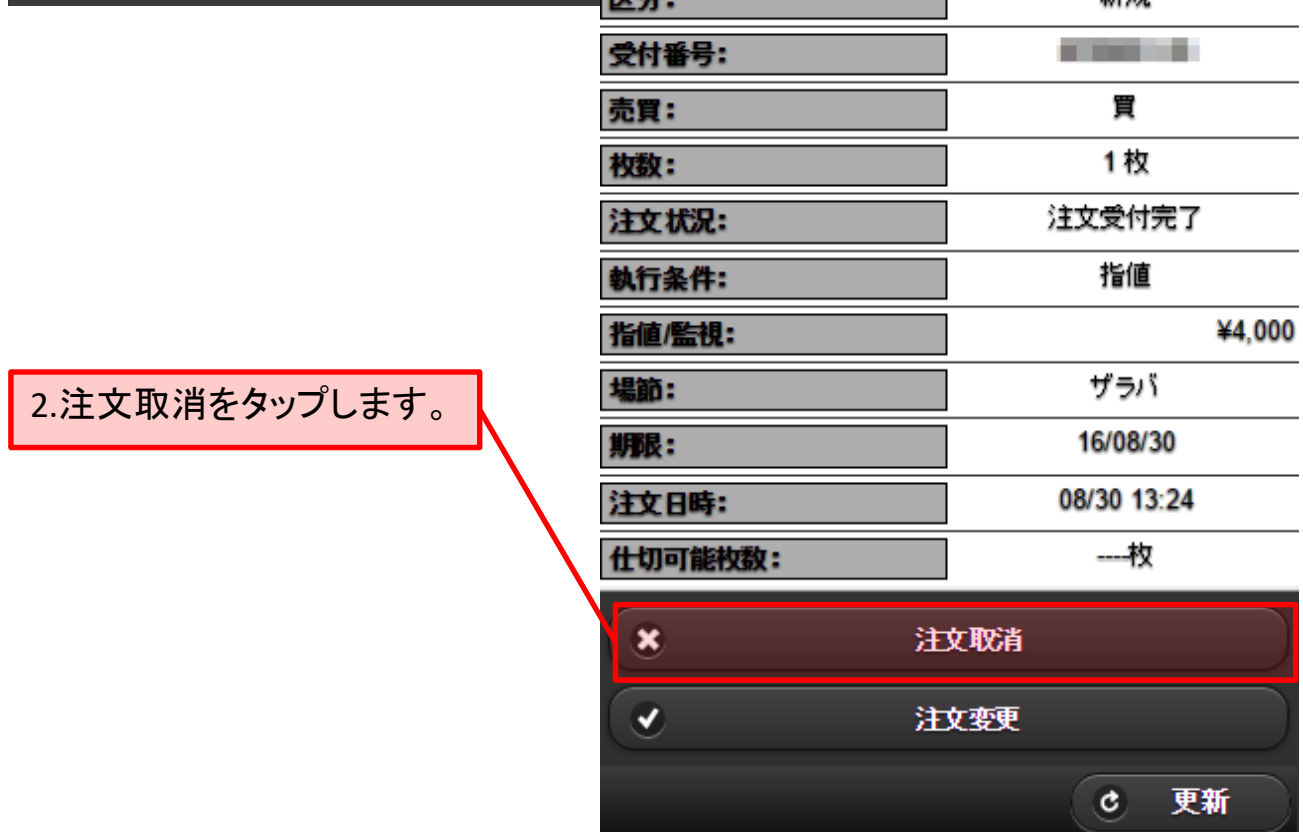 区分： 新規
受付番号：
売買： 買
枚数： 1 枚
注文状況： 注文受付完了
執行条件： 指値
指値/監視： ¥4,000
場節： ザラバ
2.注文取消をタップします。
期限： 16/08/30
注文日時： 08/30 13:24
仕切可能枚数： ----枚
注文取消
注文変更
更新